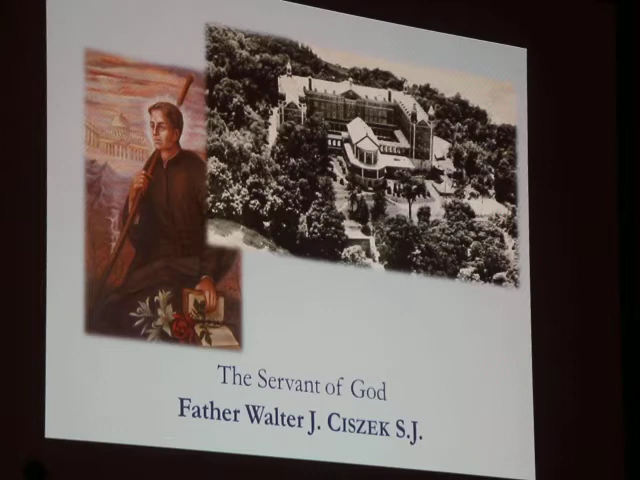 The Servant of God
Father Walter J. CISZEK S.J.